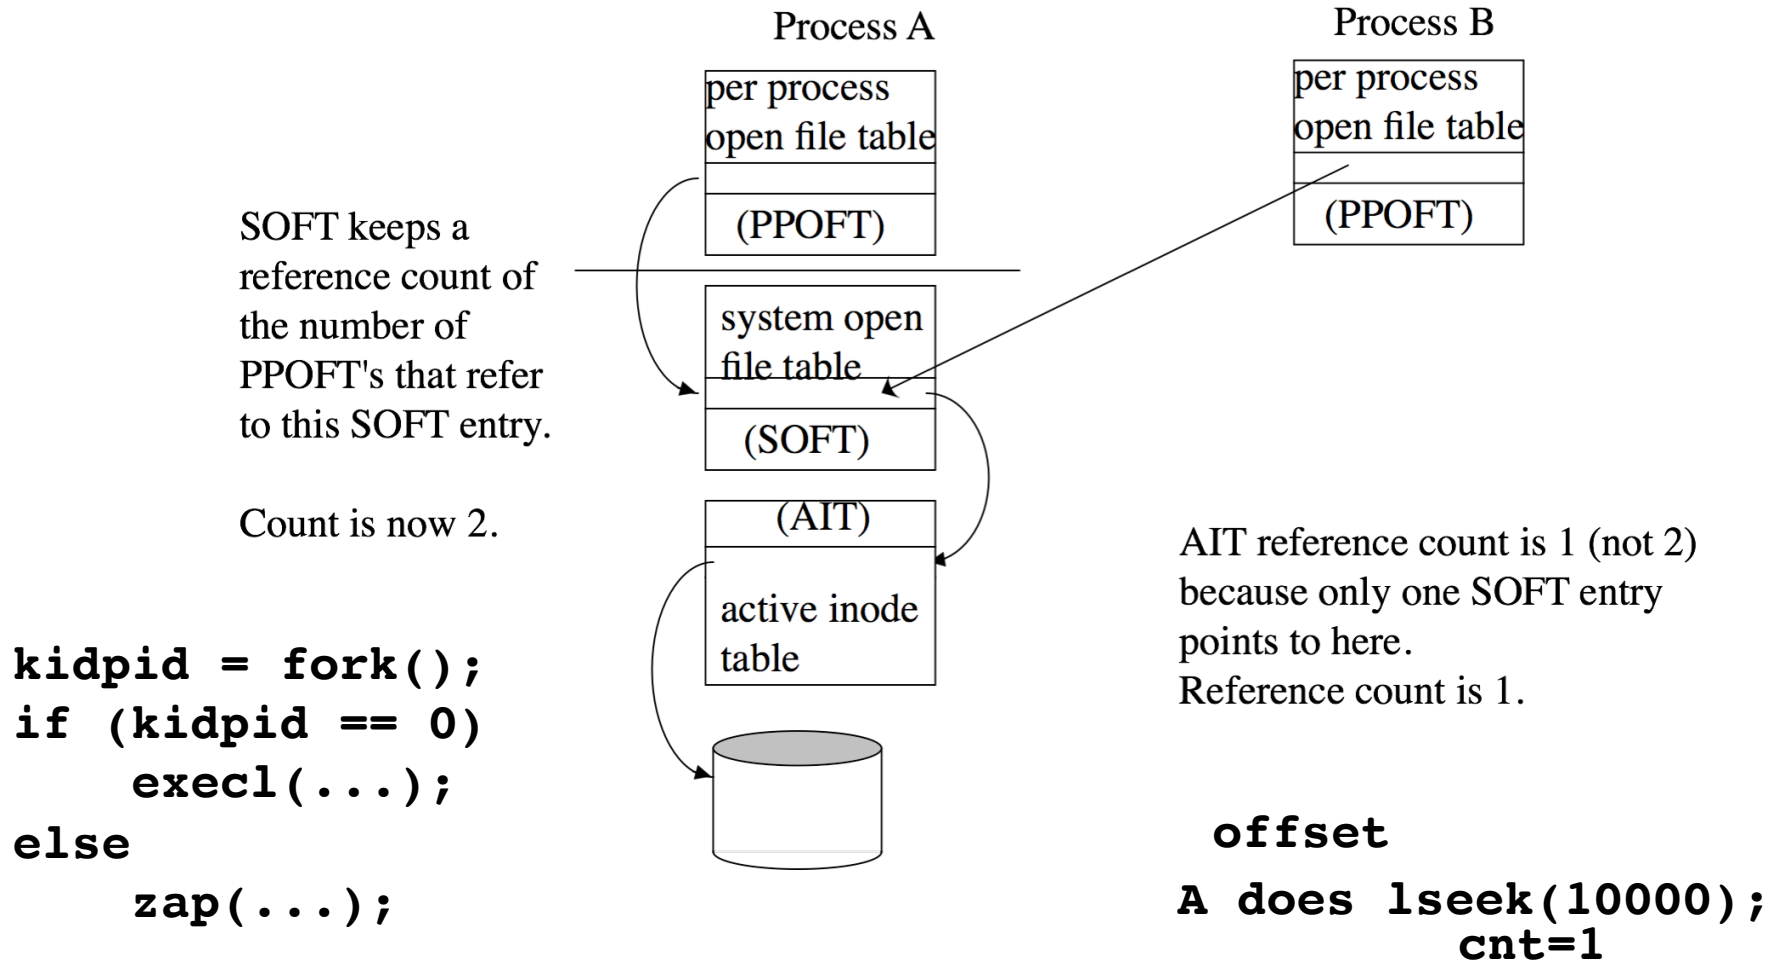 Process A
per process
open file table
(PPOFT)
Process B
per process
open file table
(PPOFT)
SOFT keeps a
reference count of
the number of
PPOFT's that refer
to this SOFT entry.
Count is now 2.
system open
file table
(SOFT)
(AIT)
active inode
table
AIT reference count is 1 (not 2)
because only one SOFT entry
points to here.
Reference count is 1.
kidpid = fork();
if (kidpid == 0)
    execl(...);
else
    zap(...);
offset
A does lseek(10000);
cnt=1